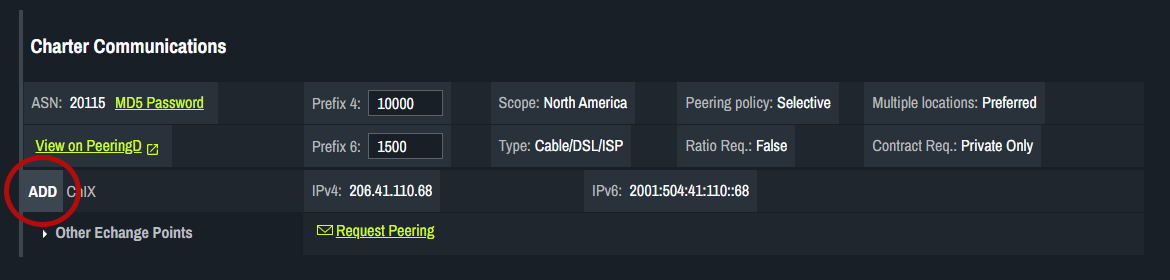 Charter Communications
ASN: 20115 MD5 Password Prefix 4: 10000 Scope: North America Peering policy: Selective Multiple locations: Preferred
View on PeeringD Prefix 6: 1500 Type: Cable/DSL/ISP Ratio Req.: False Contract Req.: Private Only
ADD ChIX IPv4: 206.41.110.68 IPv6: 2001:504:41:110::68
Other Echange Points Request Peering